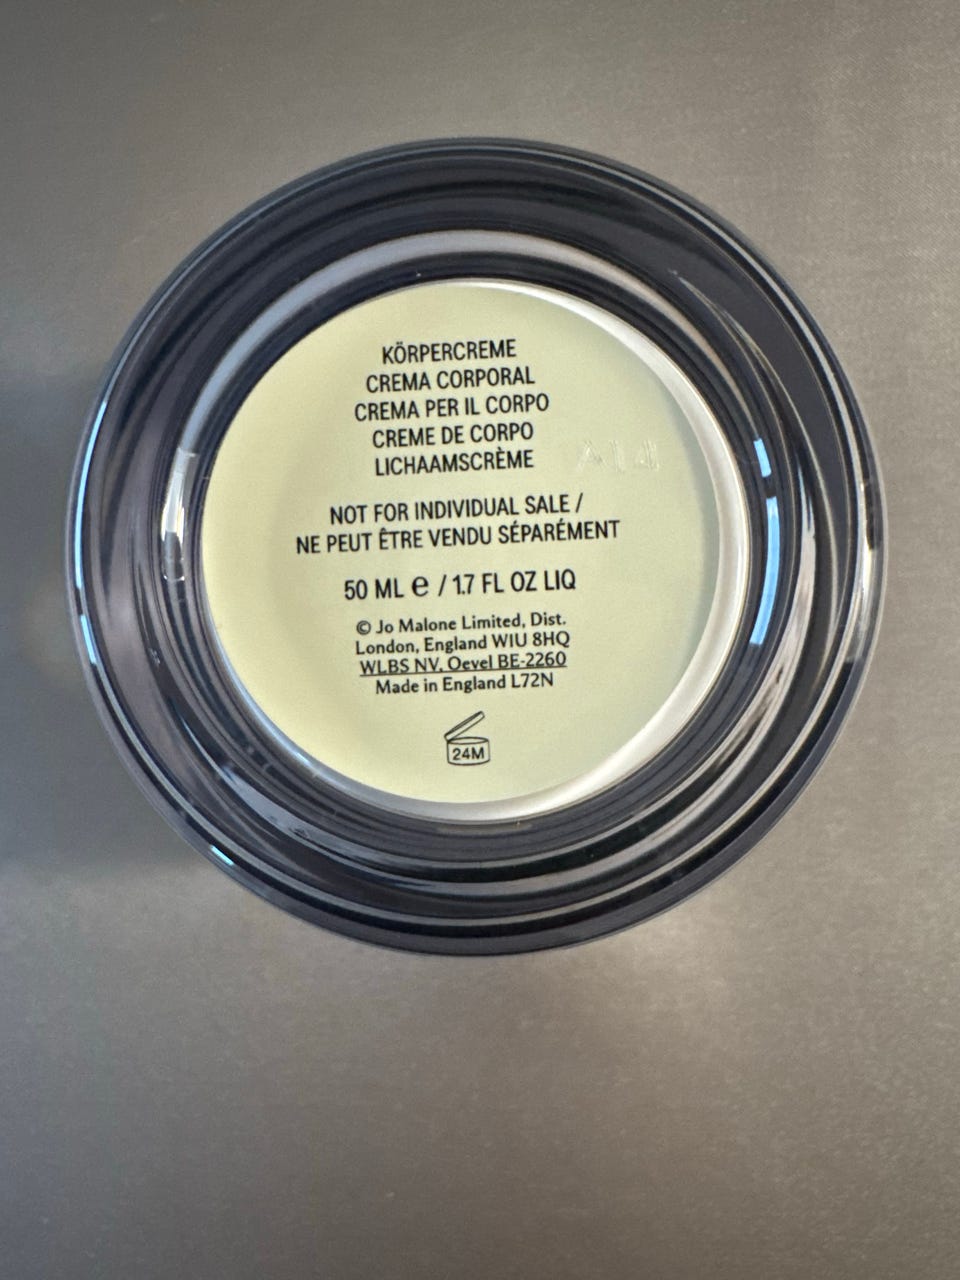 KÖRPERCREME
CREMA CORPORAL
CREMA PER IL CORPO
CREME DE CORPO
LICHAAMSCRÈME
A14
NOT FOR INDIVIDUAL SALE /
NE PEUT ÊTRE VENDU SÉPARÉMENT
50 ML e / 1.7 FL OZ LIQ
© Jo Malone Limited, Dist.
London, England W1U 8HQ
WLBS NV, Oevel BE-2260
Made in England L72N
24M